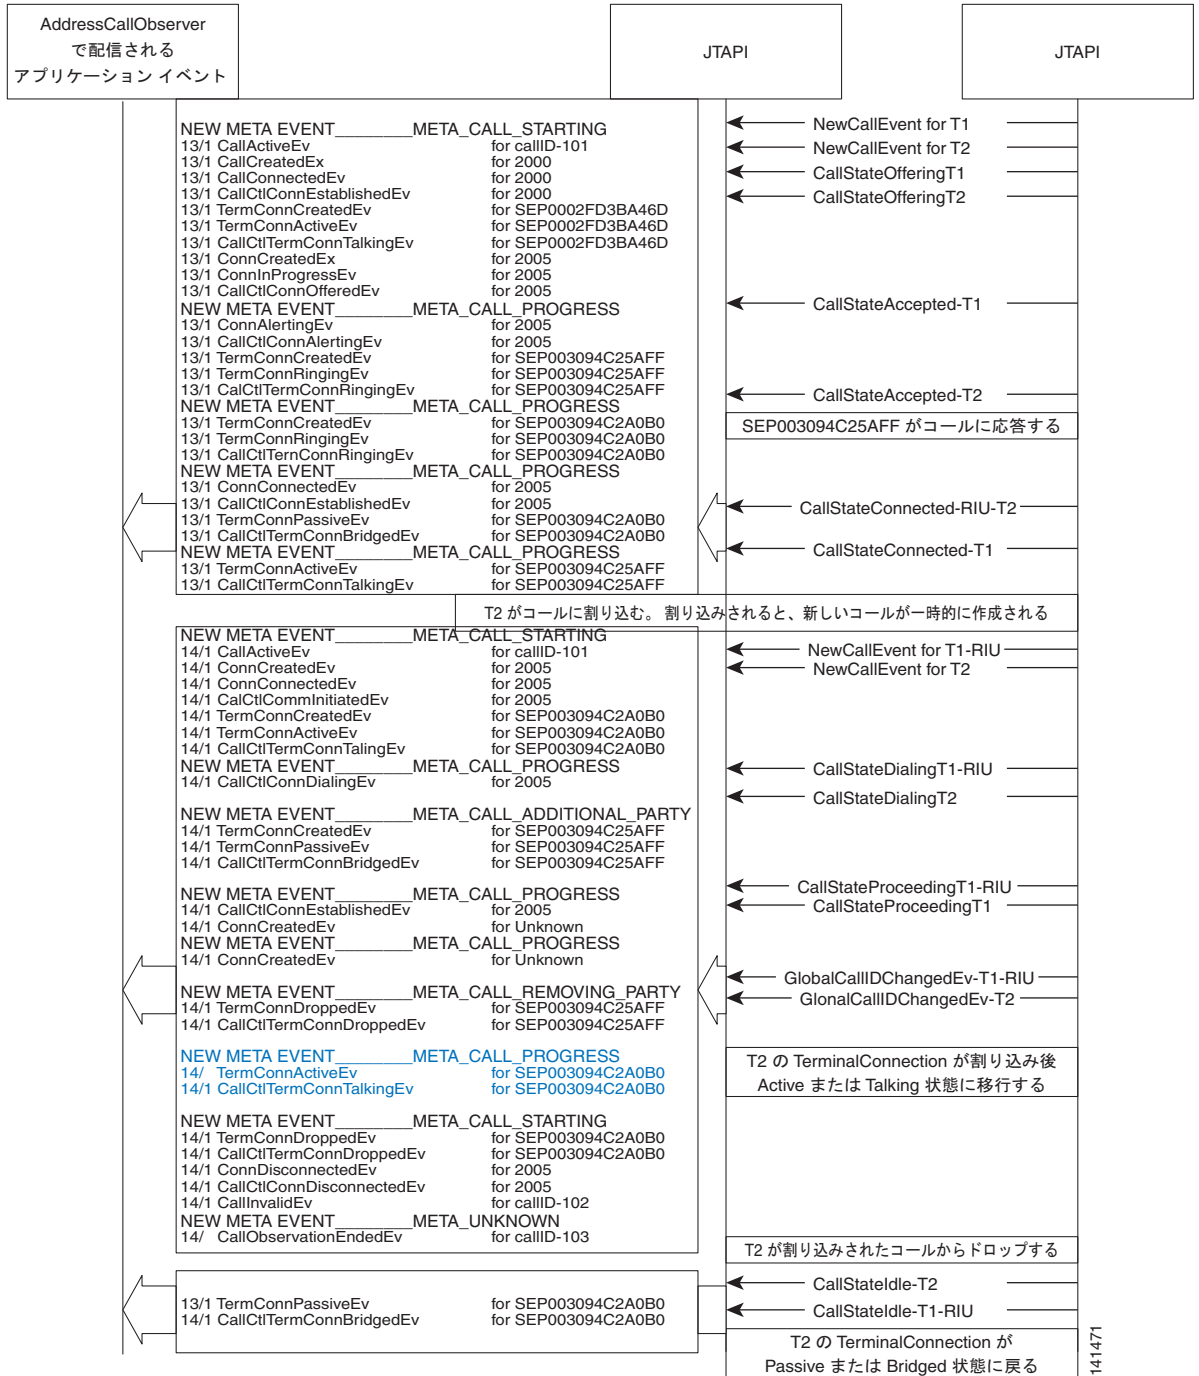 AddressCallObserver
で配信される
アプリケーション イベント
JTAPI
JTAPI
NEW META EVENT________META_CALL_STARTING
13/1 CallActiveEv for callID-101
13/1 CallCreatedEx for 2000
13/1 CallConnectedEv for 2000
13/1 CallCtlConnEstablishedEv for 2000
13/1 TermConnCreatedEv for SEP0002FD3BA46D
13/1 TermConnActiveEv for SEP0002FD3BA46D
13/1 CallCtlTermConnTalkingEv for SEP0002FD3BA46D
13/1 ConnCreatedEx for 2005
13/1 ConnInProgressEv for 2005
13/1 CallCtlConnOfferedEv for 2005
NEW META EVENT________META_CALL_PROGRESS
13/1 ConnAlertingEv for 2005
13/1 CallCtlConnAlertingEv for 2005
13/1 TermConnCreatedEv for SEP003094C25AFF
13/1 TermConnRingingEv for SEP003094C25AFF
13/1 CalCtlTermConnRingingEv for SEP003094C25AFF
NEW META EVENT________META_CALL_PROGRESS
13/1 TermConnCreatedEv for SEP003094C2A0B0
13/1 TermConnRingingEv for SEP003094C2A0B0
13/1 CallCtlTernConnRingingEv for SEP003094C2A0B0
NEW META EVENT________META_CALL_PROGRESS
13/1 ConnConnectedEv for 2005
13/1 CallCtlConnEstablishedEv for 2005
13/1 TermConnPassiveEv for SEP003094C2A0B0
13/1 CallCtlTermConnBridgedEv for SEP003094C2A0B0
NEW META EVENT________META_CALL_PROGRESS
13/1 TermConnActiveEv for SEP003094C25AFF
13/1 CallCtlTermConnTalkingEv for SEP003094C25AFF
NewCallEvent for T1
NewCallEvent for T2
CallStateOfferingT1
CallStateOfferingT2
CallStateAccepted-T1
CallStateAccepted-T2
SEP003094C25AFF がコールに応答する
CallStateConnected-RIU-T2
CallStateConnected-T1
T2 がコールに割り込む。 割り込みされると、新しいコールが一時的に作成される
NEW META EVENT________META_CALL_STARTING
14/1 CallActiveEv for callID-101
14/1 ConnCreatedEv for 2005
14/1 ConnConnectedEv for 2005
14/1 CalCtlCommInitiatedEv for 2005
14/1 TermConnCreatedEv for SEP003094C2A0B0
14/1 TermConnActiveEv for SEP003094C2A0B0
14/1 CallCtlTermConnTalingEv for SEP003094C2A0B0
NEW META EVENT________META_CALL_PROGRESS
14/1 CallCtlConnDialingEv for 2005
NEW META EVENT________META_CALL_ADDITIONAL_PARTY
14/1 TermConnCreatedEv for SEP003094C25AFF
14/1 TermConnPassiveEv for SEP003094C25AFF
14/1 CallCtlTermConnBridgedEv for SEP003094C25AFF
NEW META EVENT________META_CALL_PROGRESS
14/1 CallCtlConnEstablishedEv for 2005
14/1 ConnCreatedEv for Unknown
NEW META EVENT________META_CALL_PROGRESS
14/1 ConnCreatedEv for Unknown
NEW META EVENT________META_CALL_REMOVING_PARTY
14/1 TermConnDroppedEv for SEP003094C25AFF
14/1 CallCtlTermConnDroppedEv for SEP003094C25AFF
NEW META EVENT________META_CALL_PROGRESS
14/ TermConnActiveEv for SEP003094C2A0B0
14/1 CallCtlTermConnTalkingEv for SEP003094C2A0B0
NEW META EVENT________META_CALL_STARTING
14/1 TermConnDroppedEv for SEP003094C2A0B0
14/1 CallCtlTermConnDroppedEv for SEP003094C2A0B0
14/1 ConnDisconnectedEv for 2005
14/1 CallCtlConnDisconnectedEv for 2005
14/1 CallInvalidEv for callID-102
NEW META EVENT________META_UNKNOWN
14/ CallObservationEndedEv for callID-103
NewCallEvent for T1-RIU
NewCallEvent for T2
CallStateDialingT1-RIU
CallStateDialingT2
CallStateProceedingT1-RIU
CallStateProceedingT1
GlobalCallIDChangedEv-T1-RIU
GlonalCallIDChangedEv-T2
T2 の TerminalConnection が割り込み後
Active または Talking 状態に移行する
T2 が割り込みされたコールからドロップする
13/1 TermConnPassiveEv for SEP003094C2A0B0
14/1 CallCtlTermConnBridgedEv for SEP003094C2A0B0
CallStateIdle-T2
CallStateIdle-T1-RIU
T2 の TerminalConnection が
Passive または Bridged 状態に戻る
141471